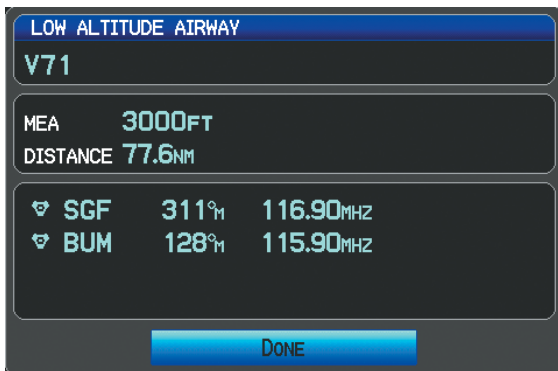 LOW ALTITUDE AIRWAY
V71
MEA 3000FT
DISTANCE 77.6NM
SGF 311°M 116.90MHZ
BUM 128°M 115.90MHZ
DONE